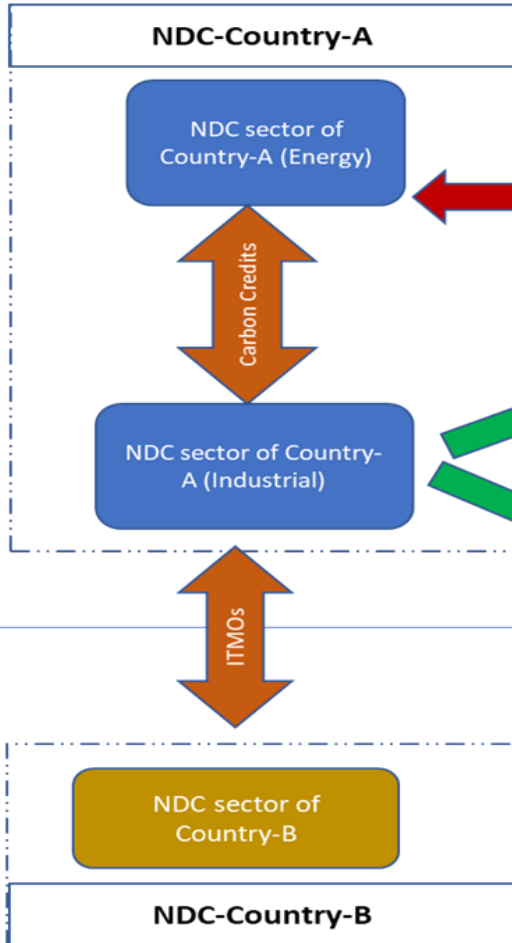 NDC-Country-A
NDC sector of
Country-A (Energy)
Carbon Credits
NDC sector of Country-
A (Industrial)
ITMOs
NDC sector of
Country-B
NDC-Country-B